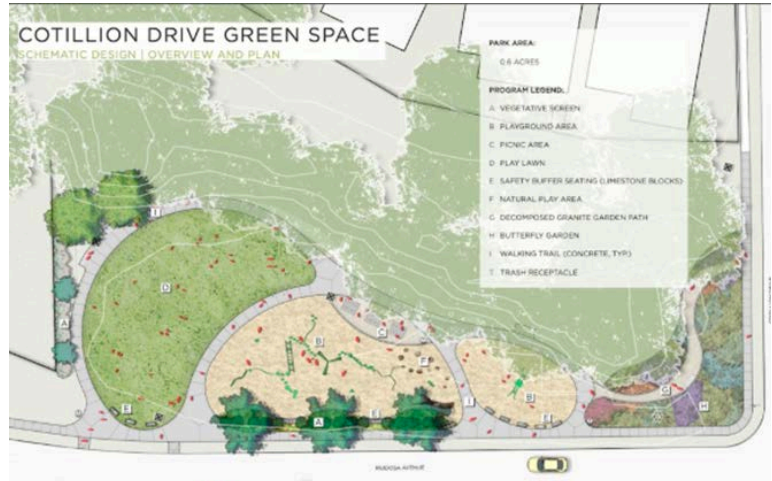 COTILLION DRIVE GREEN SPACE
SCHEMATIC DESIGN | OVERVIEW AND PLAN
PARK AREA:
0.6 ACRES
PROGRAM LEGEND:
A VEGETATIVE SCREEN
B PLAYGROUND AREA
C PICNIC AREA
D PLAY LAWN
E SAFETY BUFFER SEATING (LIMESTONE BLOCKS)
F NATURAL PLAY AREA
G DECOMPOSED GRANITE GARDEN PATH
H BUTTERFLY GARDEN
I WALKING TRAIL (CONCRETE, TYP.)
T TRASH RECEPTACLE
I
D
A
C
B
F
G
B
I
H
E
A
E
E
AVENUE